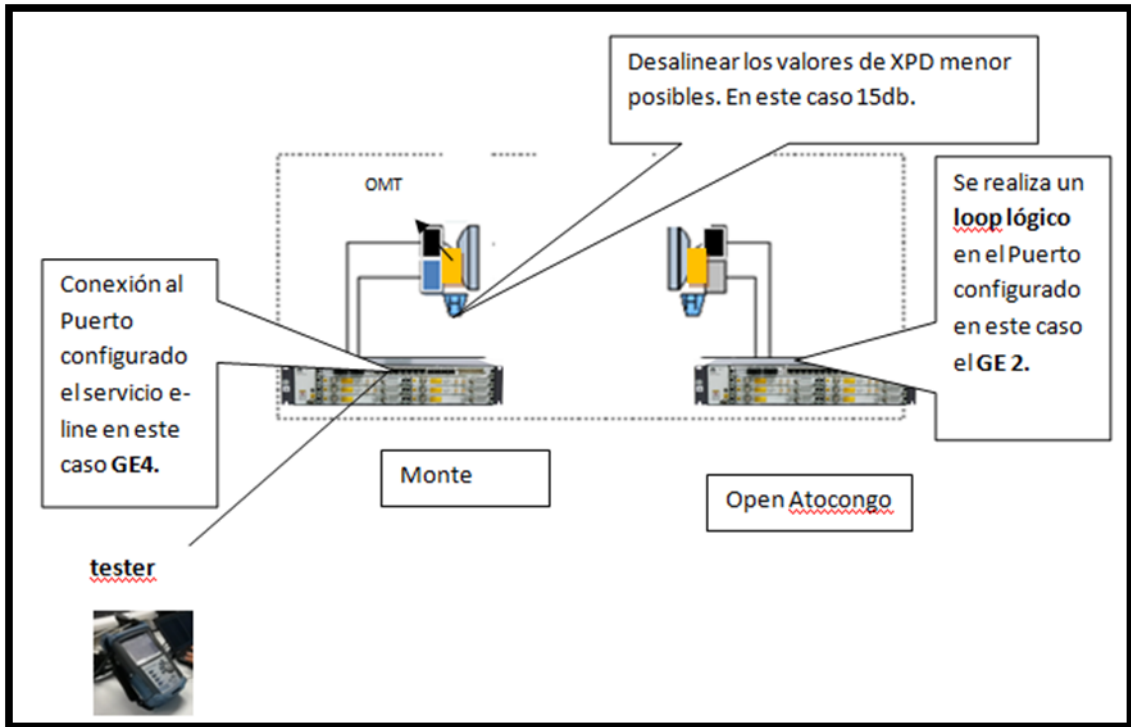 Desalinear los valores de XPD menor
posibles. En este caso 15db.
OMT
Se realiza un
loop lógico
en el Puerto
configurado
en este caso
el GE 2.
Conexión al
Puerto
configurado
el servicio e-
line en este
caso GE4.
Monte
Open Atocongo
tester